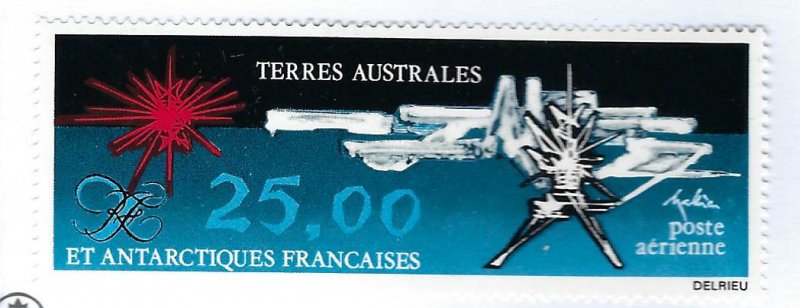 TERRES AUSTRALES
25,00
poste
aérienne
ET ANTARCTIQUES FRANCAISES
DELRIEU